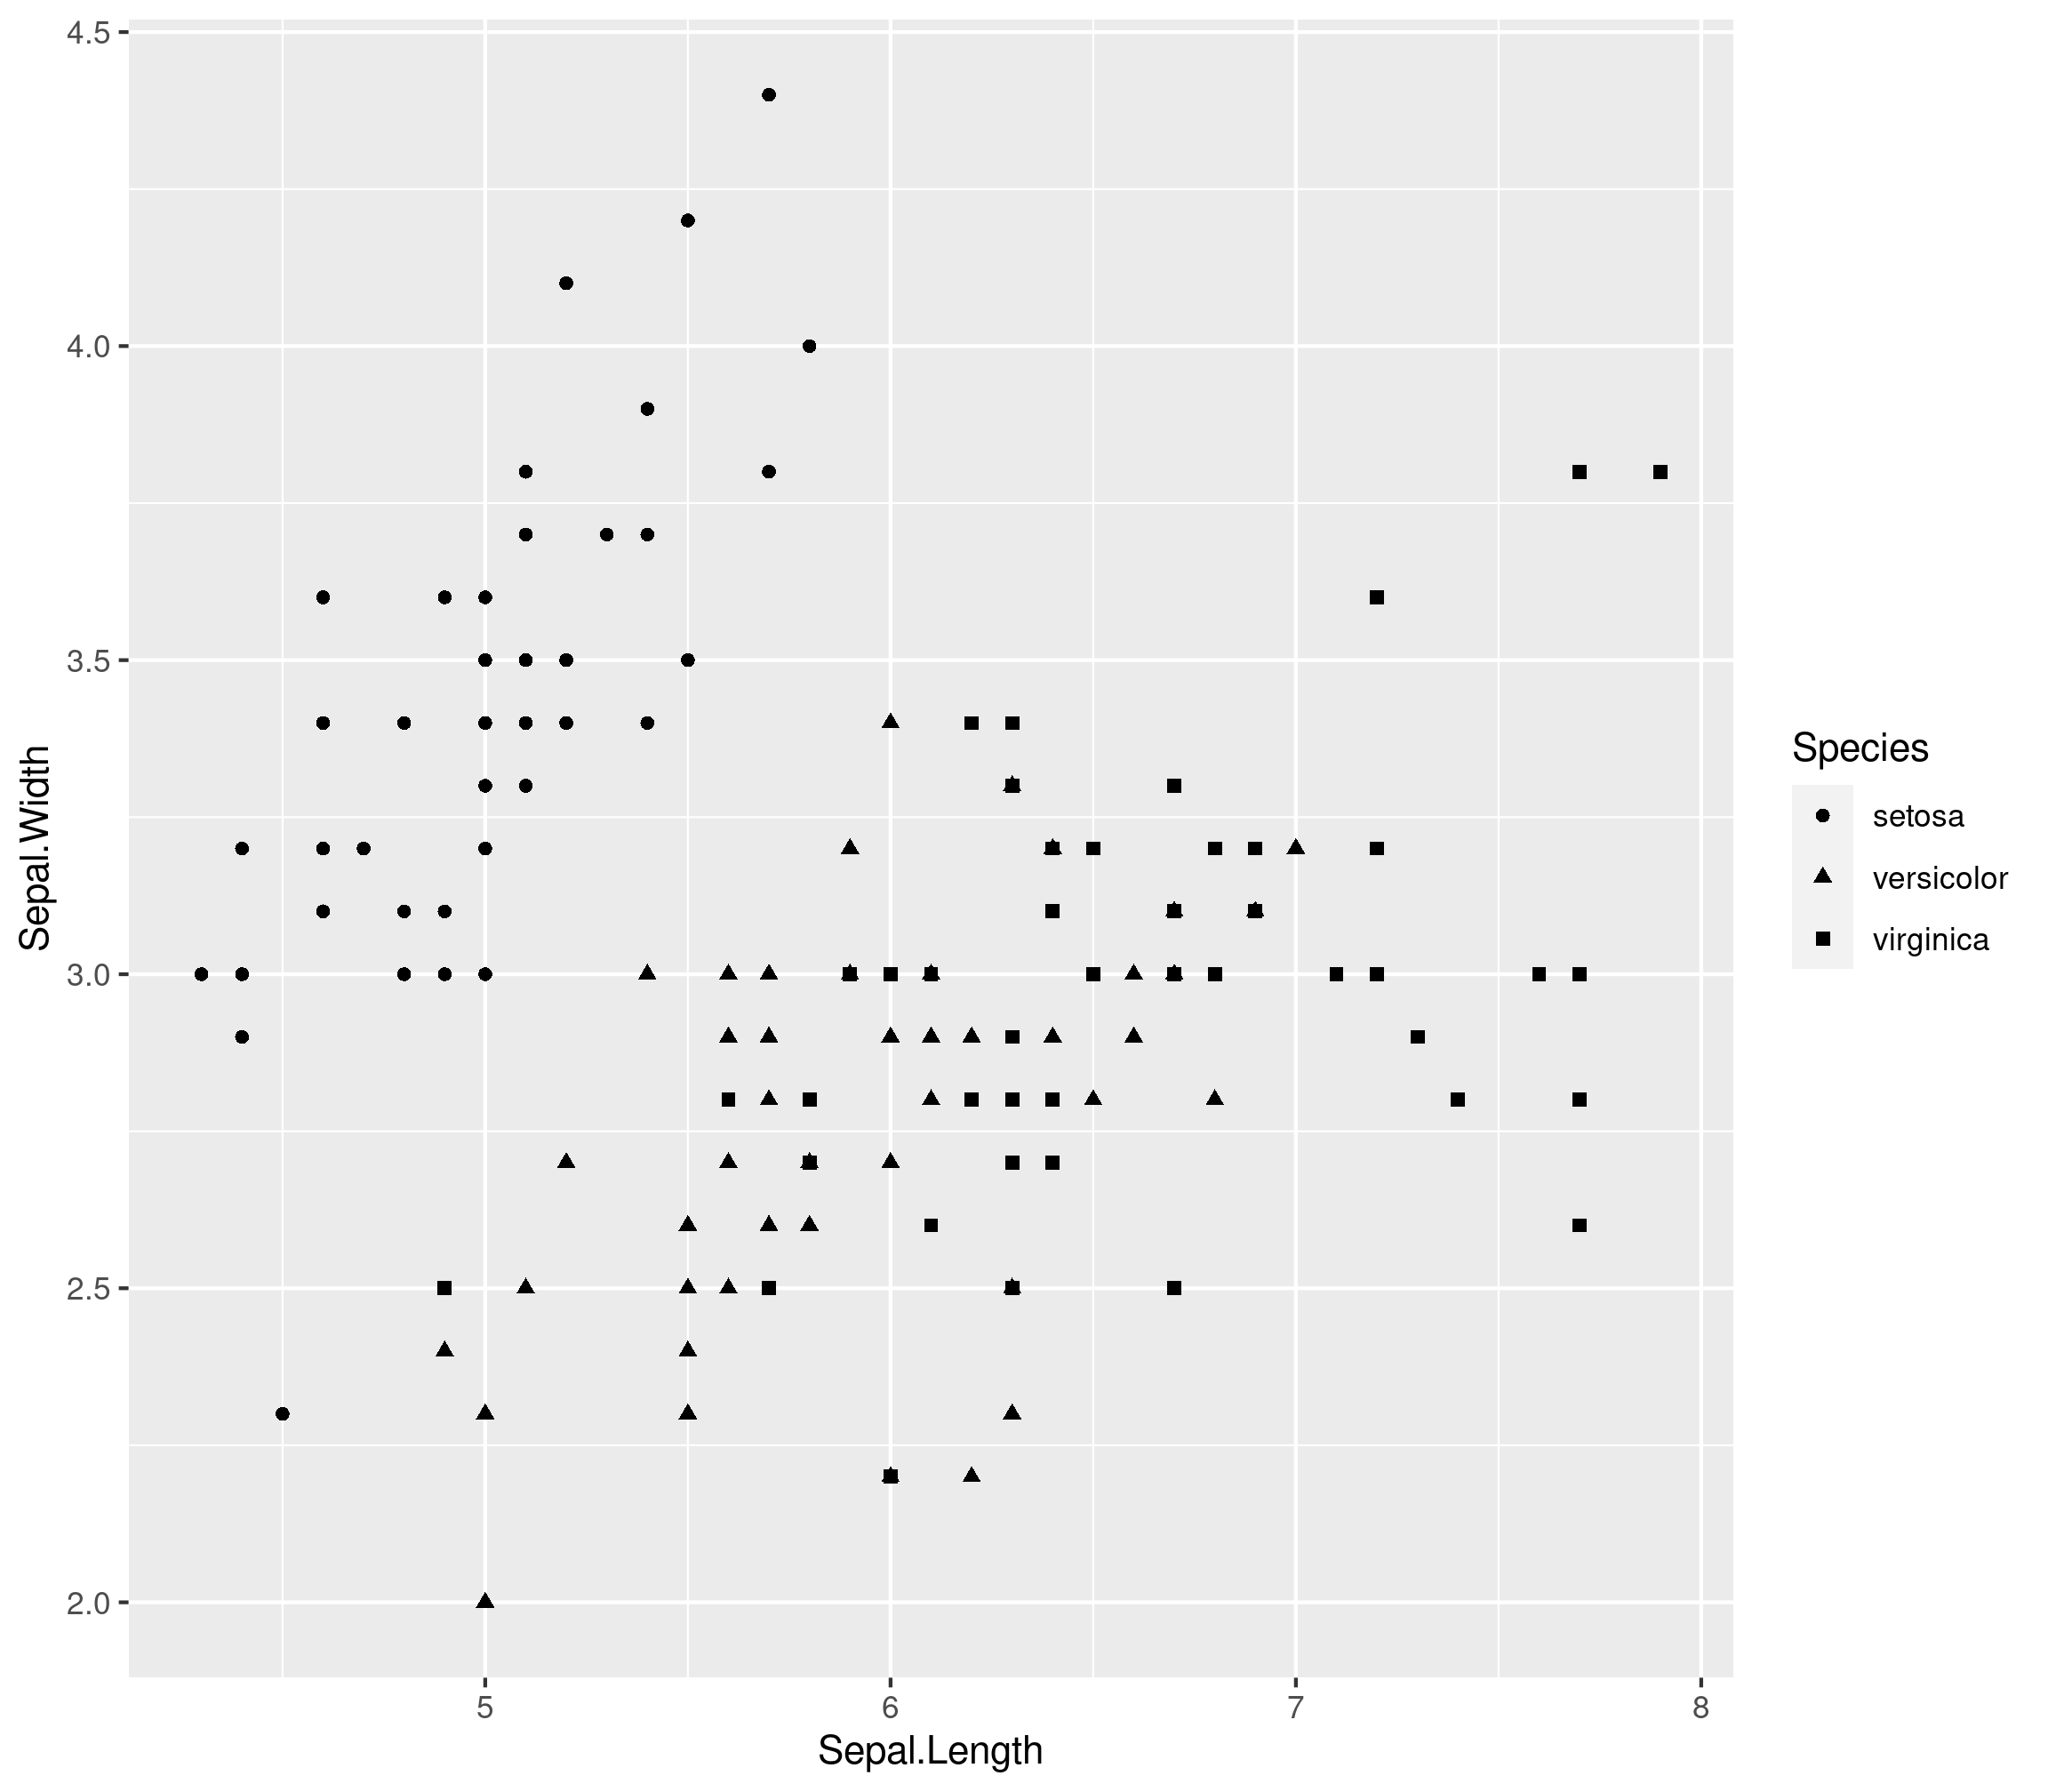 4.5
4.0
3.5
3.0
2.5
2.0
Sepal.Width
5 6 7 8
Sepal.Length
Species
setosa
versicolor
virginica